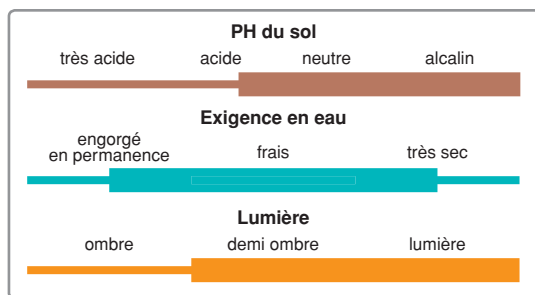 PH du sol
très acide acide neutre alcalin
Exigence en eau
engorgé
en permanence frais très sec
Lumière
ombre demi ombre lumière